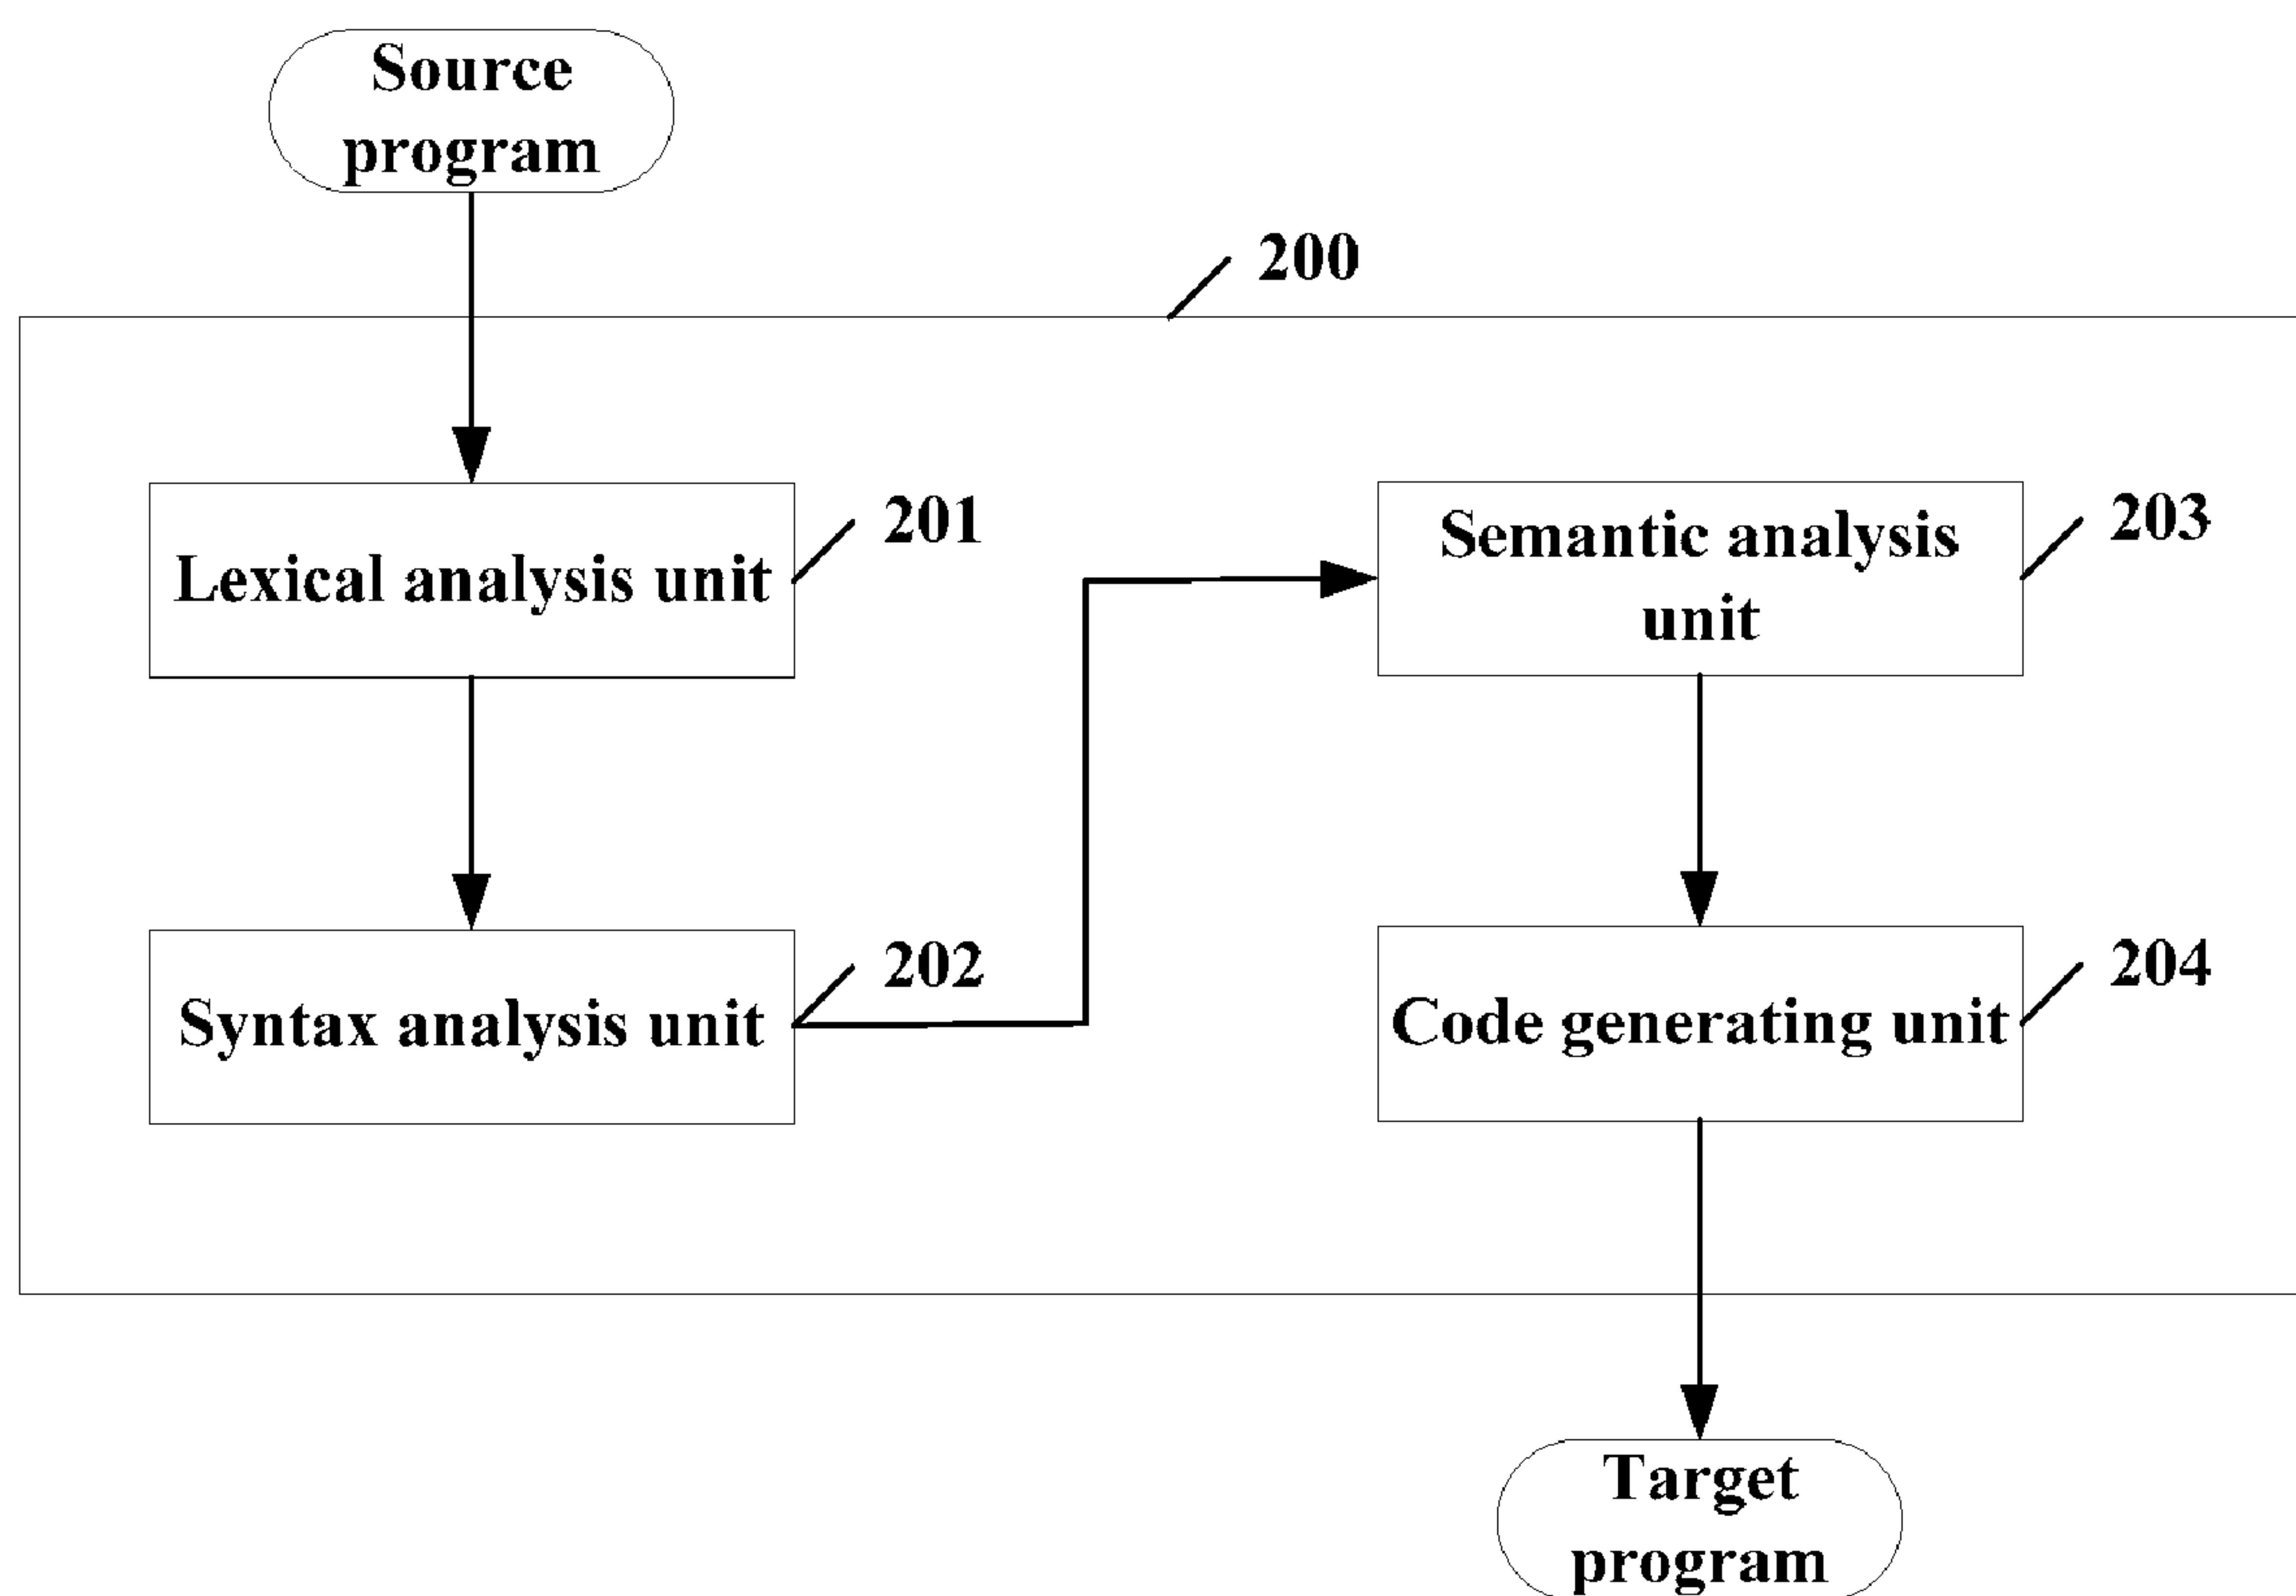 Source
program
200
Lexical analysis unit
201
Semantic analysis
unit
203
Syntax analysis unit
202
Code generating unit
204
Target
program